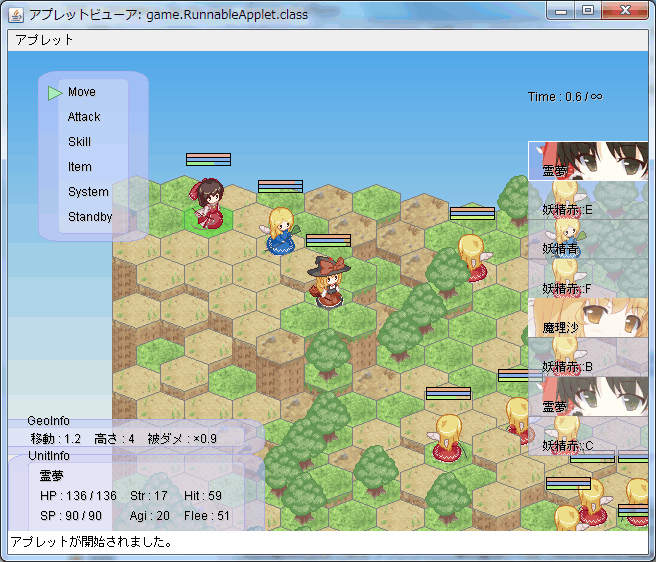 アプレットビューア: game.RunnableApplet.class
アプレット
Move
Attack
Skill
Item
System
Standby
Time : 0.6 / ∞
霊夢
妖精赤::E
妖精青
妖精赤::F
魔理沙
妖精赤::B
霊夢
妖精赤::C
GeoInfo
移動 : 1.2 高さ : 4 被ダメ : ×0.9
UnitInfo
霊夢
HP : 136 / 136 Str : 17 Hit : 59
SP : 90 / 90 Agi : 20 Flee : 51
アプレットが開始されました。